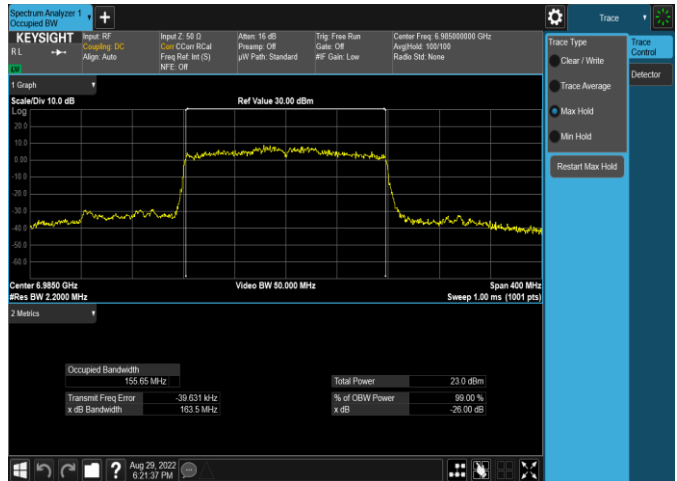 Spectrum Analyzer 1
Occupied BW
Trace
KEYSIGHT
R L
LV
Input: RF
Coupling: DC
Align: Auto
Input Z: 50 Ω
Corr CCorr RCal
Freq Ref: Int (S)
NFE: Off
Atten: 16 dB
Preamp: Off
µW Path: Standard
Trig: Free Run
Gate: Off
#IF Gain: Low
Center Freq: 6.985000000 GHz
Avg|Hold: 100/100
Radio Std: None
Trace Type
Clear / Write
Trace Average
Max Hold
Min Hold
Restart Max Hold
Trace Control
Detector
1 Graph
Scale/Div 10.0 dB
Ref Value 30.00 dBm
Log
20.0
10.0
0.00
-10.0
-20.0
-30.0
-40.0
-50.0
-60.0
Center 6.9850 GHz
Video BW 50.000 MHz
Span 400 MHz
#Res BW 2.2000 MHz
Sweep 1.00 ms (1001 pts)
2 Metrics
Occupied Bandwidth
155.65 MHz
Total Power 23.0 dBm
Transmit Freq Error -39.631 kHz
% of OBW Power 99.00 %
x dB Bandwidth 163.5 MHz
x dB -26.00 dB
?
Aug 29, 2022
6:21:37 PM